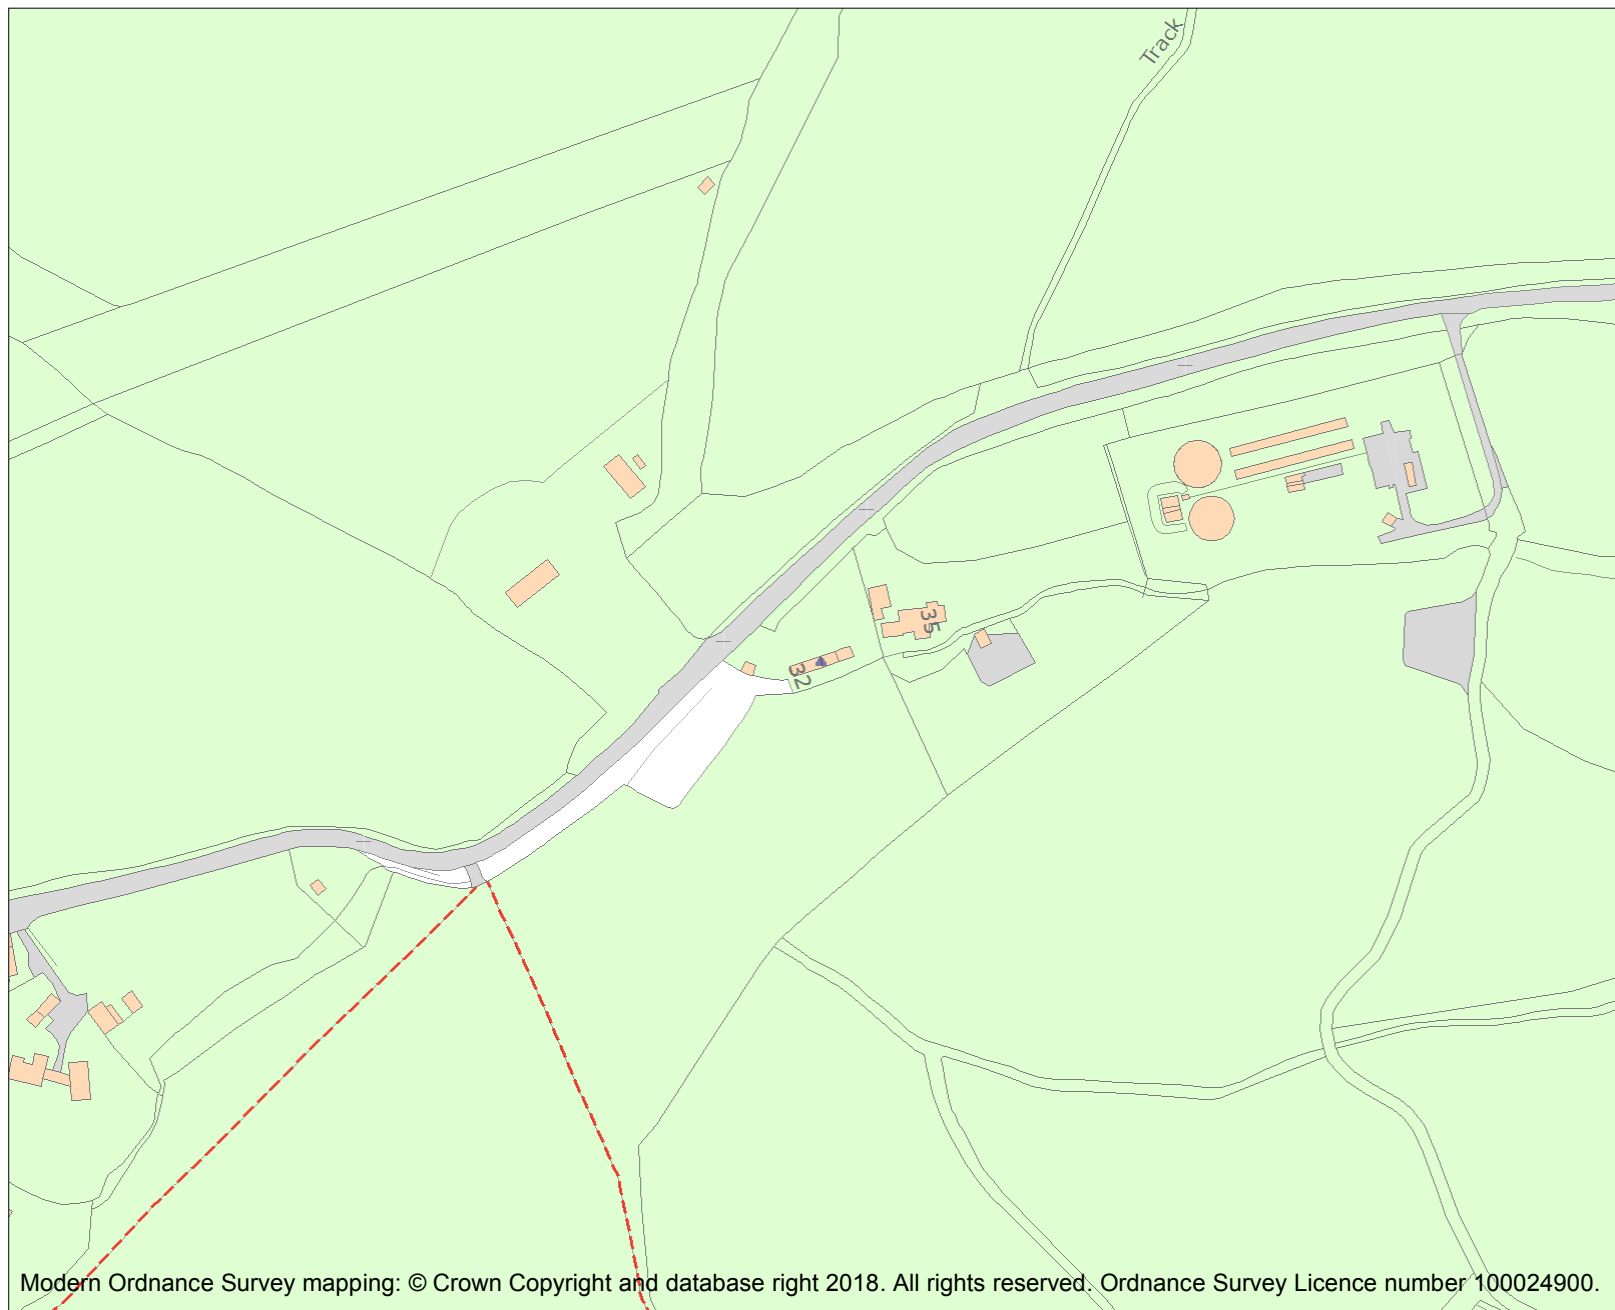 Track
35
32
Modern Ordnance Survey mapping: © Crown Copyright and database right 2018. All rights reserved. Ordnance Survey Licence number 100024900.